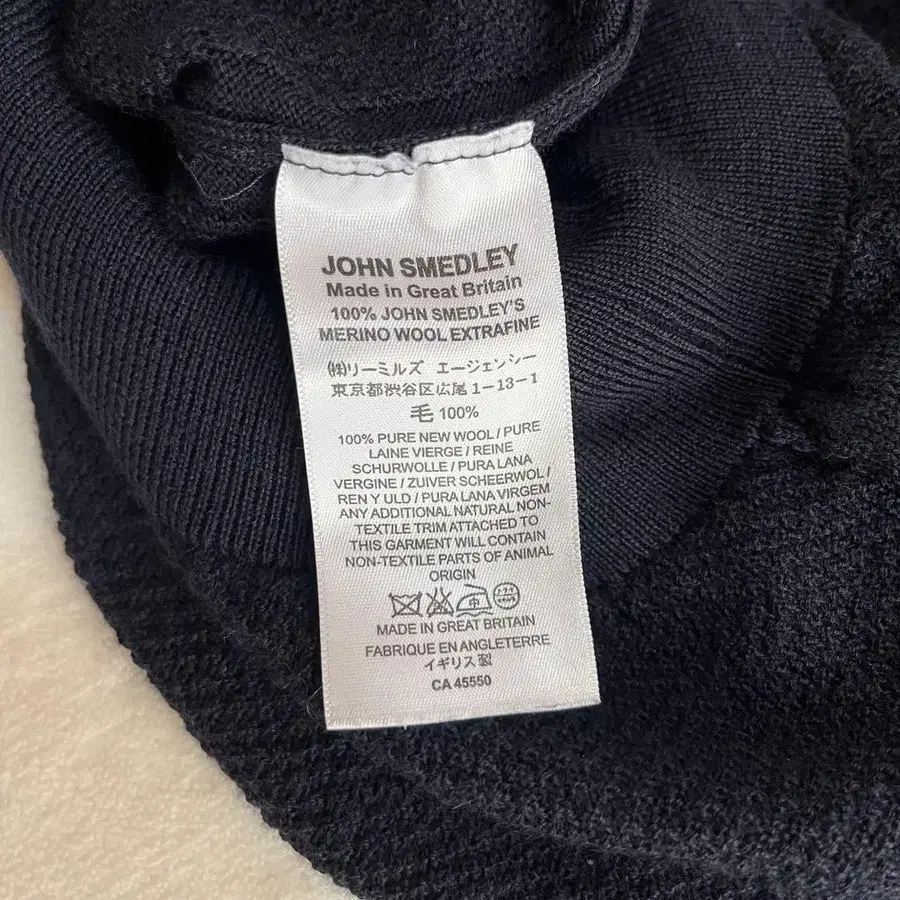 JOHN SMEDLEY
Made in Great Britain
100% JOHN SMEDLEY'S
MERINO WOOL EXTRAFINE
㈱リーミルズ エージェンシー
東京都渋谷区広尾1-13-1
毛 100%
100% PURE NEW WOOL / PURE
LAINE VIERGE / REINE
SCHURWOLLE / PURA LANA
VERGINE / ZUIVER SCHEERWOL /
REN Y ULD / PURA LANA VIRGEM
ANY ADDITIONAL NATURAL NON-
TEXTILE TRIM ATTACHED TO
THIS GARMENT WILL CONTAIN
NON-TEXTILE PARTS OF ANIMAL
ORIGIN
中
MADE IN GREAT BRITAIN
FABRIQUE EN ANGLETERRE
イギリス製
CA 45550